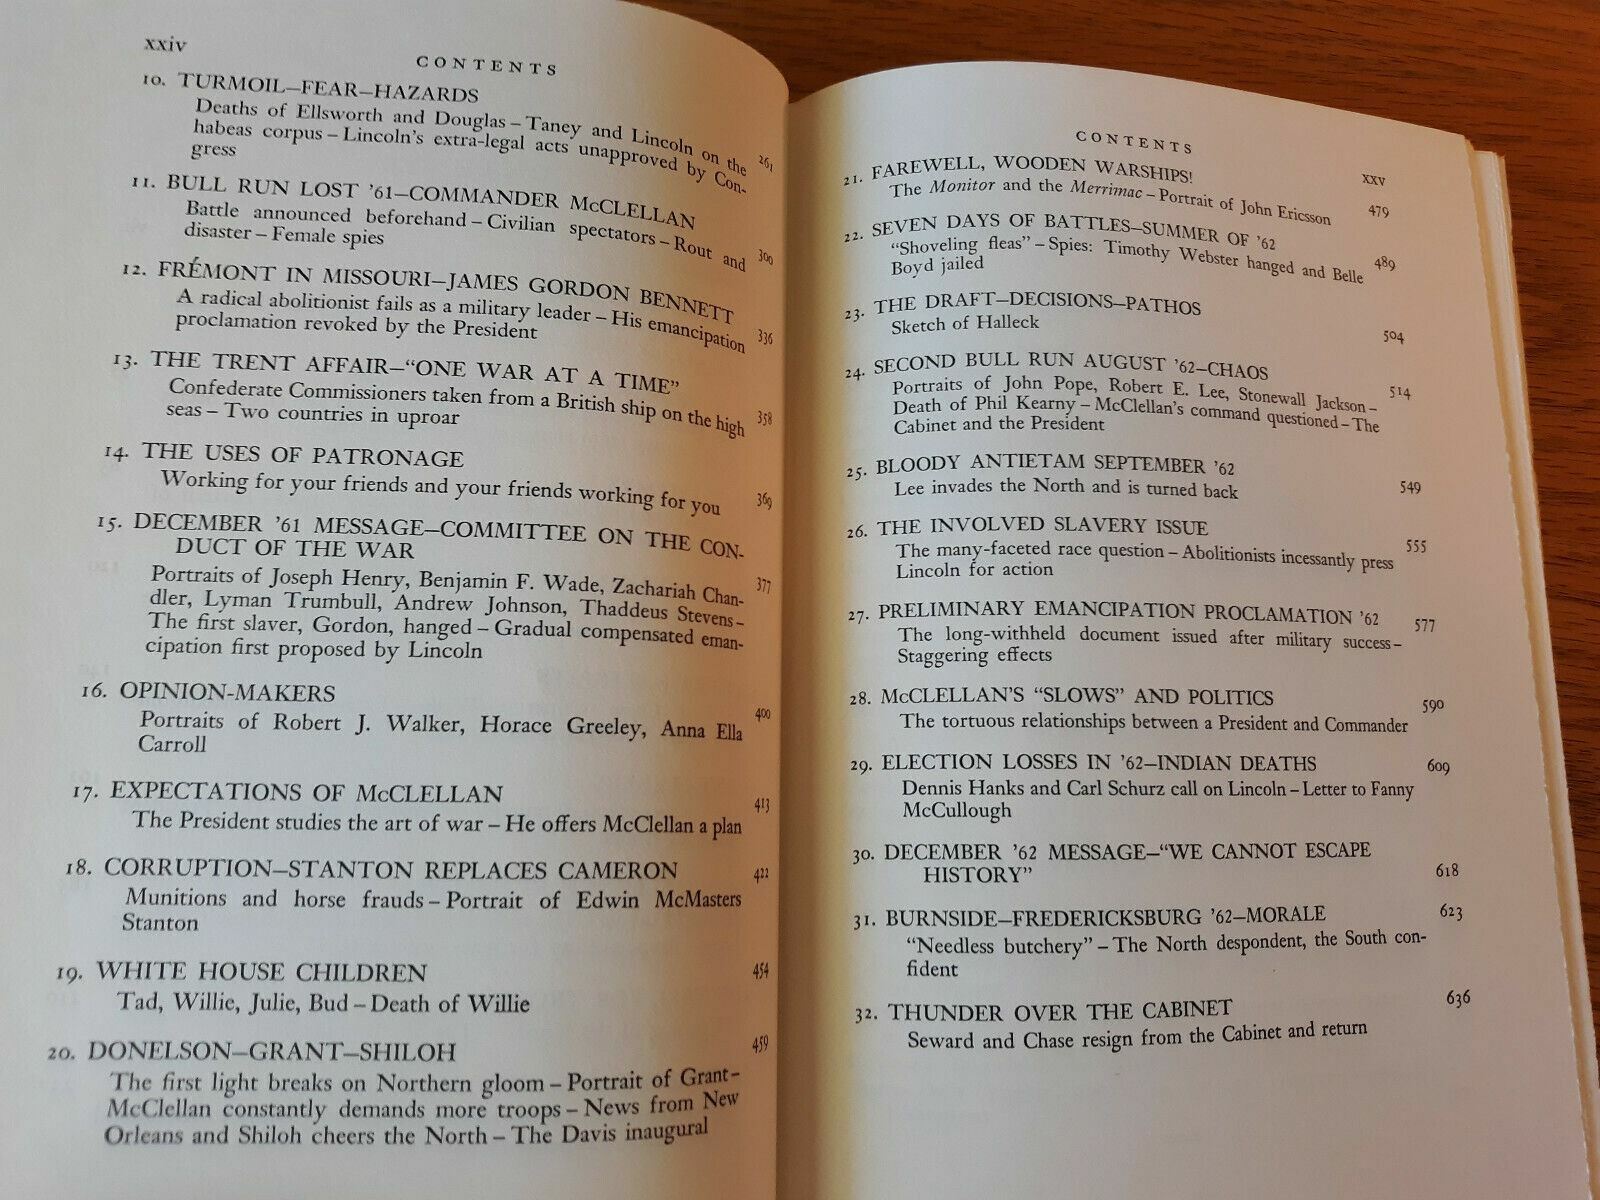 xxiv
CONTENTS
10. TURMOIL–FEAR–HAZARDS
Deaths of Ellsworth and Douglas – Taney and Lincoln on the
habeas corpus – Lincoln's extra-legal acts unapproved by Con-
gress 261
11. BULL RUN LOST '61–COMMANDER McCLELLAN
Battle announced beforehand – Civilian spectators – Rout and
disaster – Female spies 300
12. FRÉMONT IN MISSOURI–JAMES GORDON BENNETT
A radical abolitionist fails as a military leader – His emancipation
proclamation revoked by the President 336
13. THE TRENT AFFAIR–"ONE WAR AT A TIME"
Confederate Commissioners taken from a British ship on the high
seas – Two countries in uproar 358
14. THE USES OF PATRONAGE
Working for your friends and your friends working for you 369
15. DECEMBER '61 MESSAGE–COMMITTEE ON THE CON-
DUCT OF THE WAR 377
Portraits of Joseph Henry, Benjamin F. Wade, Zachariah Chan-
dler, Lyman Trumbull, Andrew Johnson, Thaddeus Stevens –
The first slaver, Gordon, hanged – Gradual compensated eman-
cipation first proposed by Lincoln
16. OPINION-MAKERS 400
Portraits of Robert J. Walker, Horace Greeley, Anna Ella
Carroll
17. EXPECTATIONS OF McCLELLAN 413
The President studies the art of war – He offers McClellan a plan
18. CORRUPTION–STANTON REPLACES CAMERON 422
Munitions and horse frauds – Portrait of Edwin McMasters
Stanton
19. WHITE HOUSE CHILDREN 454
Tad, Willie, Julie, Bud – Death of Willie
20. DONELSON–GRANT–SHILOH 459
The first light breaks on Northern gloom – Portrait of Grant –
McClellan constantly demands more troops – News from New
Orleans and Shiloh cheers the North – The Davis inaugural
CONTENTS
xxv
21. FAREWELL, WOODEN WARSHIPS! 479
The Monitor and the Merrimac – Portrait of John Ericsson
22. SEVEN DAYS OF BATTLES–SUMMER OF '62 489
"Shoveling fleas" – Spies: Timothy Webster hanged and Belle
Boyd jailed
23. THE DRAFT–DECISIONS–PATHOS 504
Sketch of Halleck
24. SECOND BULL RUN AUGUST '62–CHAOS 514
Portraits of John Pope, Robert E. Lee, Stonewall Jackson –
Death of Phil Kearny – McClellan's command questioned – The
Cabinet and the President
25. BLOODY ANTIETAM SEPTEMBER '62 549
Lee invades the North and is turned back
26. THE INVOLVED SLAVERY ISSUE 555
The many-faceted race question – Abolitionists incessantly press
Lincoln for action
27. PRELIMINARY EMANCIPATION PROCLAMATION '62 577
The long-withheld document issued after military success –
Staggering effects
28. McCLELLAN'S "SLOWS" AND POLITICS 590
The tortuous relationships between a President and Commander
29. ELECTION LOSSES IN '62–INDIAN DEATHS 609
Dennis Hanks and Carl Schurz call on Lincoln – Letter to Fanny
McCullough
30. DECEMBER '62 MESSAGE–"WE CANNOT ESCAPE
HISTORY" 618
31. BURNSIDE–FREDERICKSBURG '62–MORALE 623
"Needless butchery" – The North despondent, the South con-
fident
32. THUNDER OVER THE CABINET 636
Seward and Chase resign from the Cabinet and return